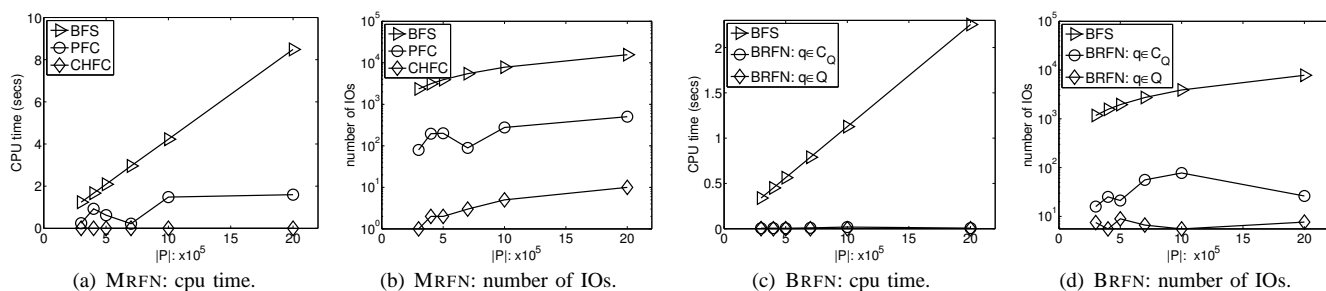 10
8
6
4
2
0
CPU time (secs)
BFS
PFC
CHFC
0 5 10 15 20
|P|: x10^5
(a) MRFN: cpu time.
10^5
10^4
10^3
10^2
10^1
10^0
number of IOs
BFS
PFC
CHFC
0 5 10 15 20
|P|: x10^5
(b) MRFN: number of IOs.
2
1.5
1
0.5
0
CPU time (secs)
BFS
BRFN: q∈C_Q
BRFN: q∈Q
0 5 10 15 20
|P|: x10^5
(c) BRFN: cpu time.
10^5
10^4
10^3
10^2
10^1
number of IOs
BFS
BRFN: q∈C_Q
BRFN: q∈Q
0 5 10 15 20
|P|: x10^5
(d) BRFN: number of IOs.